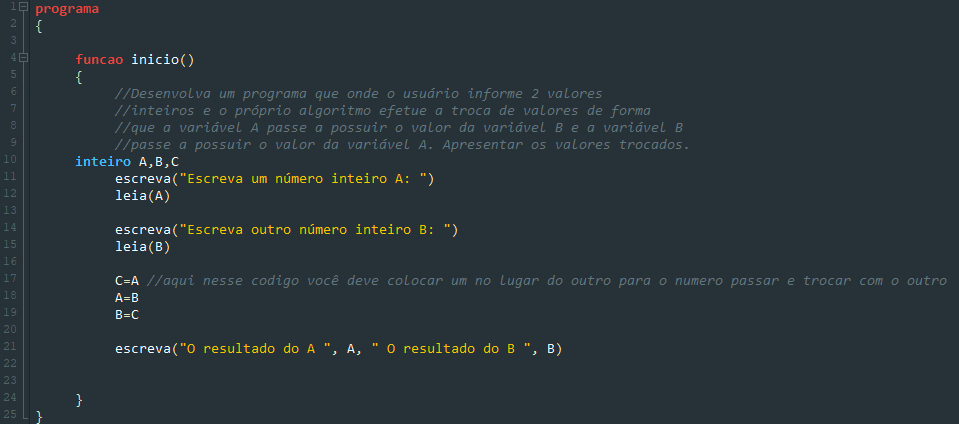 1 programa
2 {
3
4 funcao inicio()
5 {
6 //Desenvolva um programa que onde o usuário informe 2 valores
7 //inteiros e o próprio algoritmo efetue a troca de valores de forma
8 //que a variável A passe a possuir o valor da variável B e a variável B
9 //passe a possuir o valor da variável A. Apresentar os valores trocados.
10 inteiro A,B,C
11 escreva("Escreva um número inteiro A: ")
12 leia(A)
13
14 escreva("Escreva outro número inteiro B: ")
15 leia(B)
16
17 C=A //aqui nesse codigo você deve colocar um no lugar do outro para o numero passar e trocar com o outro
18 A=B
19 B=C
20
21 escreva("O resultado do A ", A, " O resultado do B ", B)
22
23
24 }
25 }